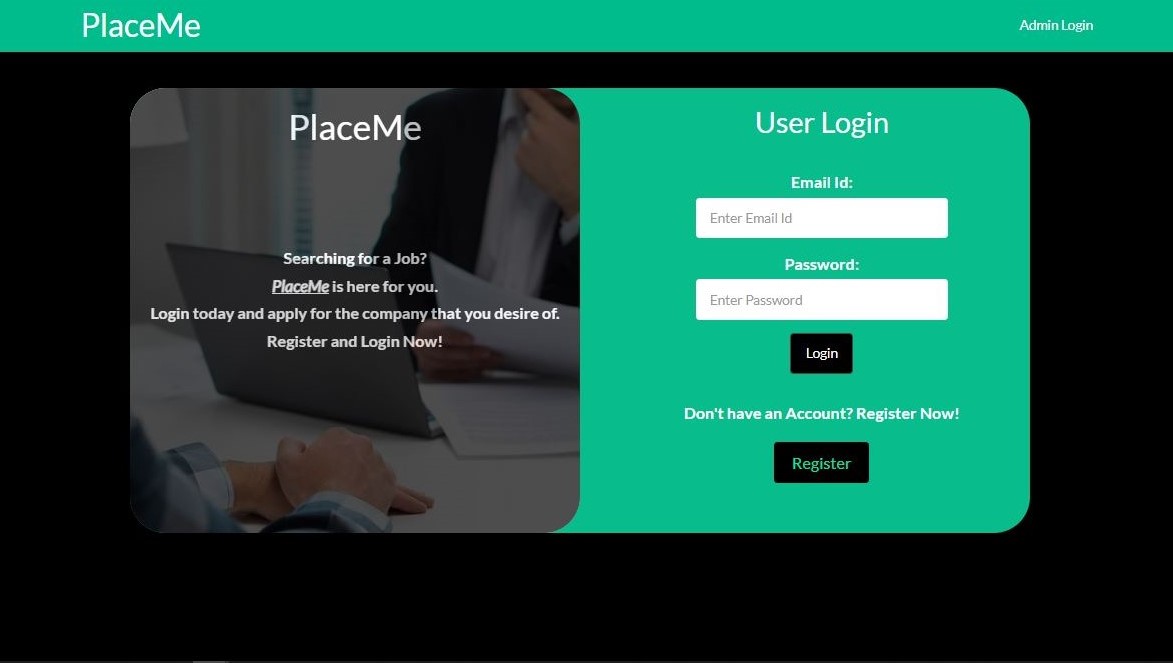 PlaceMe
Admin Login
PlaceMe
Searching for a Job?
PlaceMe is here for you.
Login today and apply for the company that you desire of.
Register and Login Now!
User Login
Email Id:
Enter Email Id
Password:
Enter Password
Login
Don't have an Account? Register Now!
Register